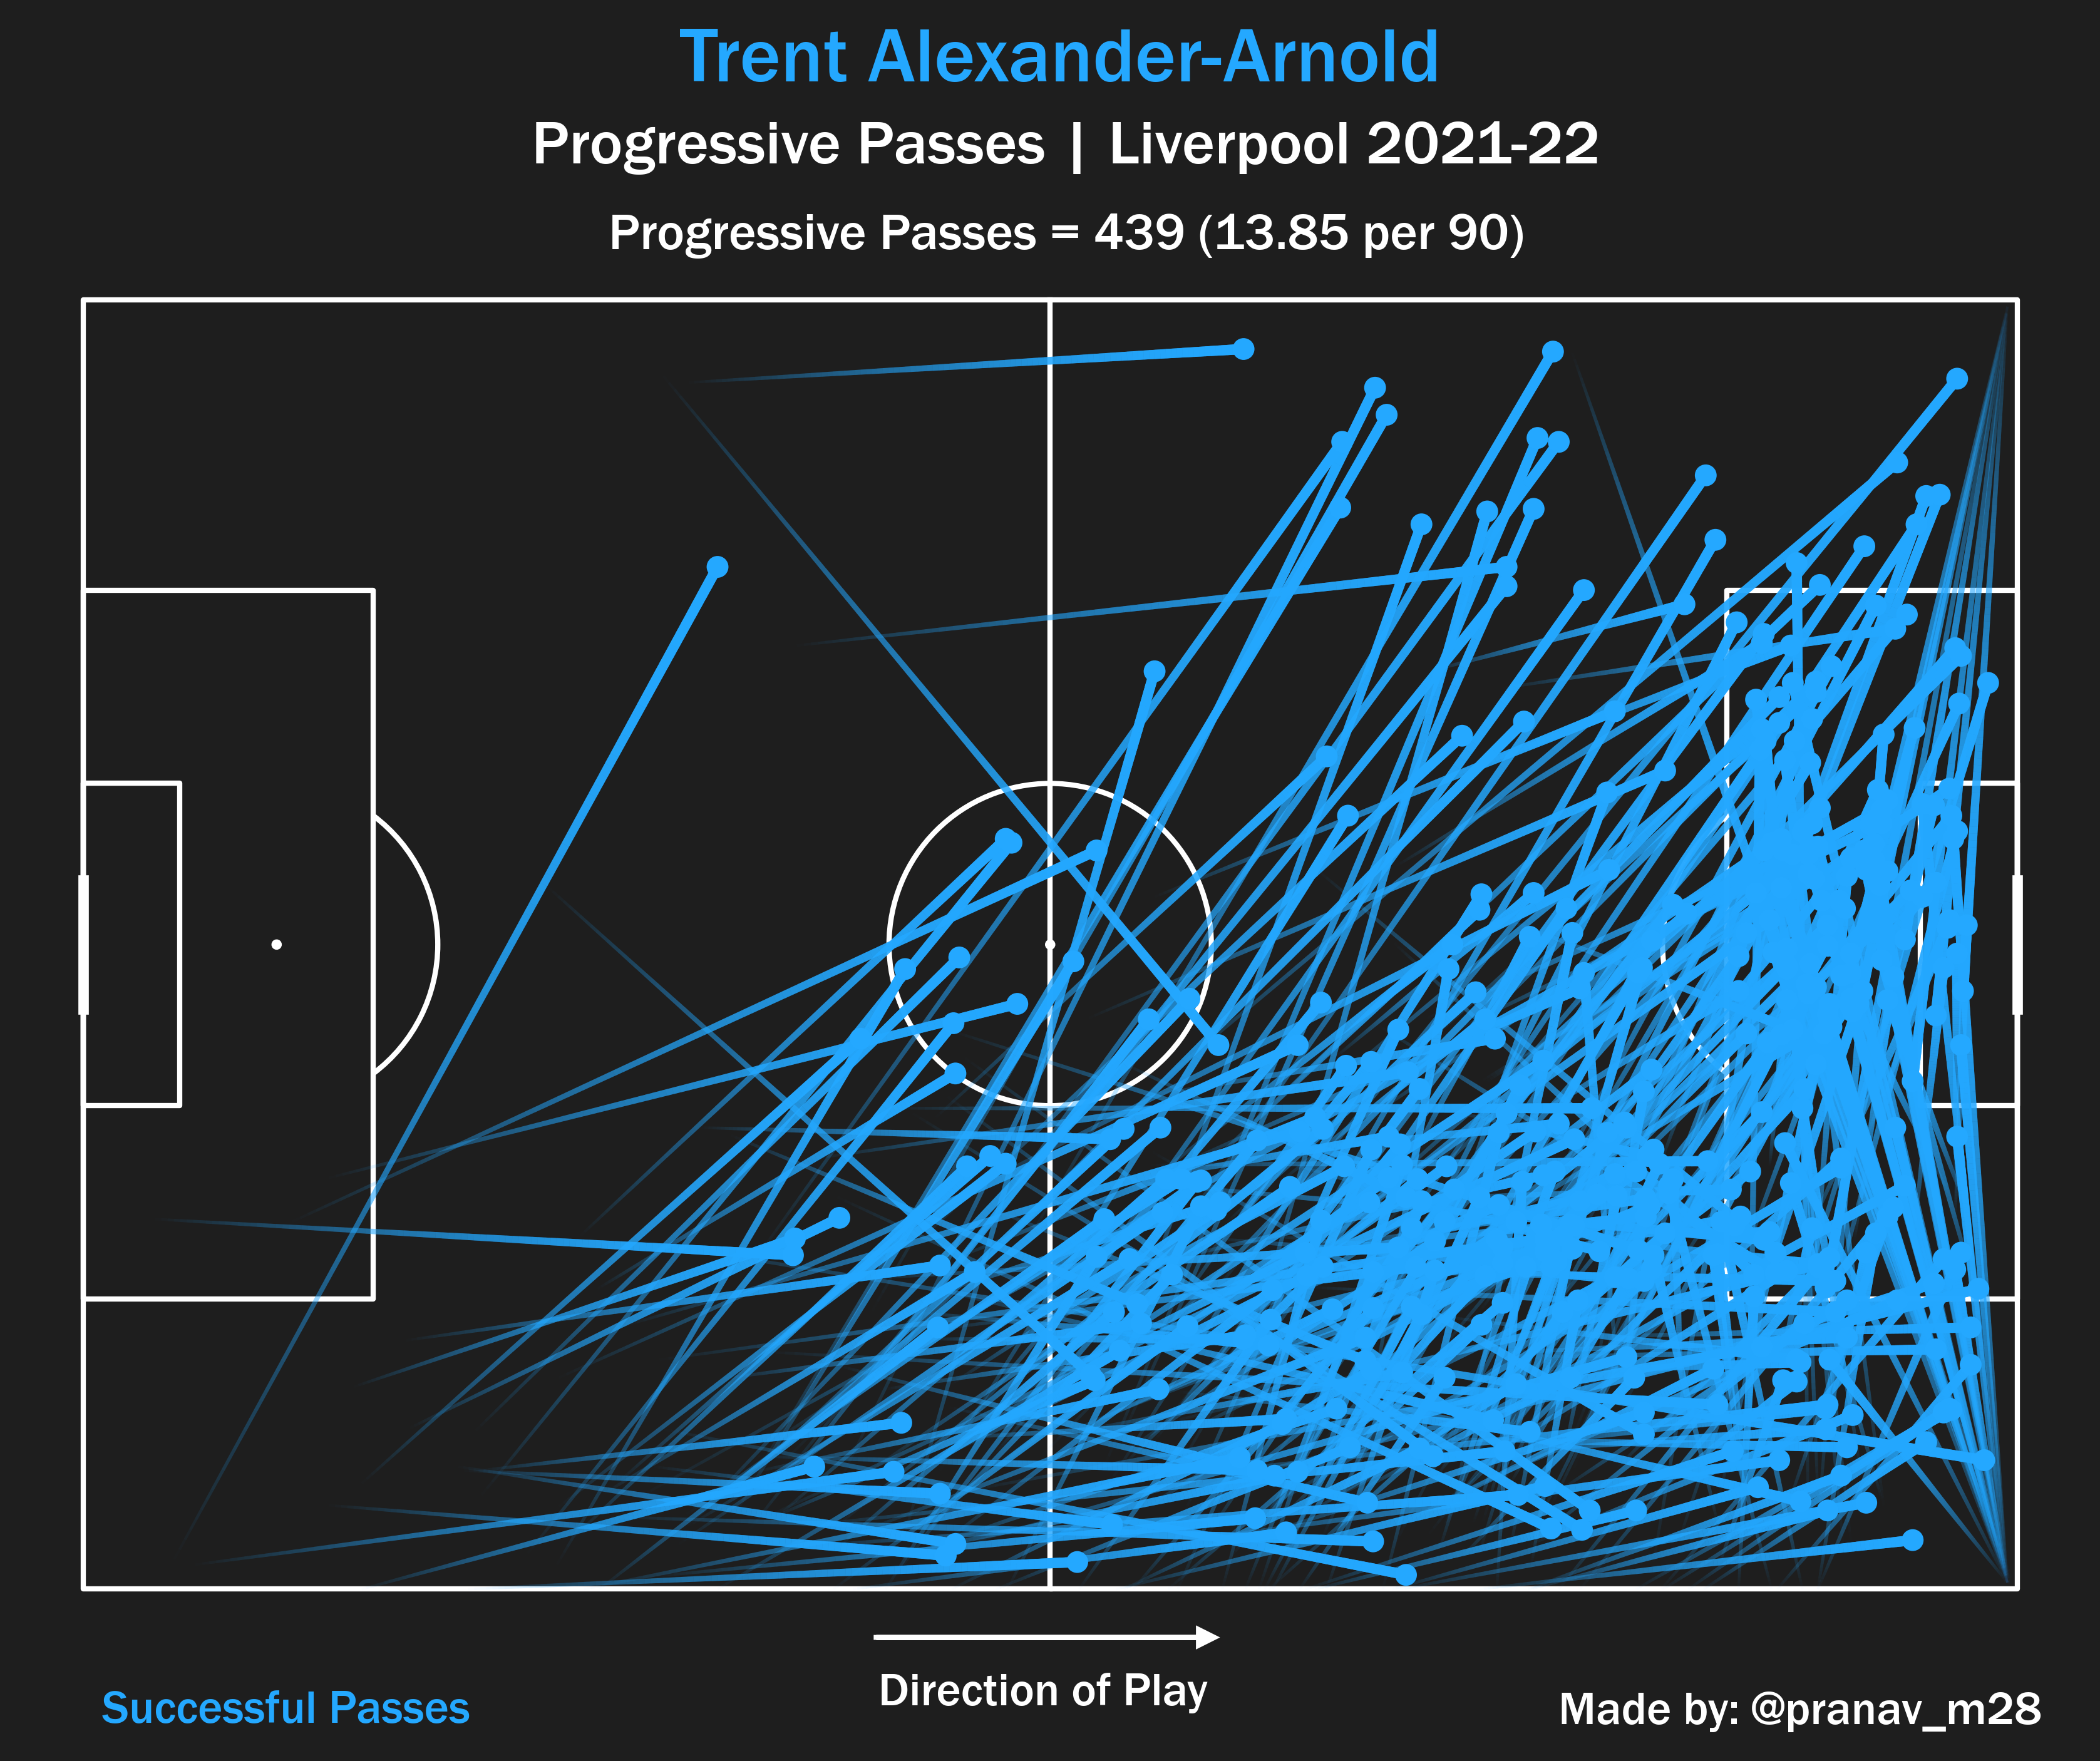 Trent Alexander-Arnold
Progressive Passes | Liverpool 2021-22
Progressive Passes = 439 (13.85 per 90)
Direction of Play
Successful Passes
Made by: @pranav_m28